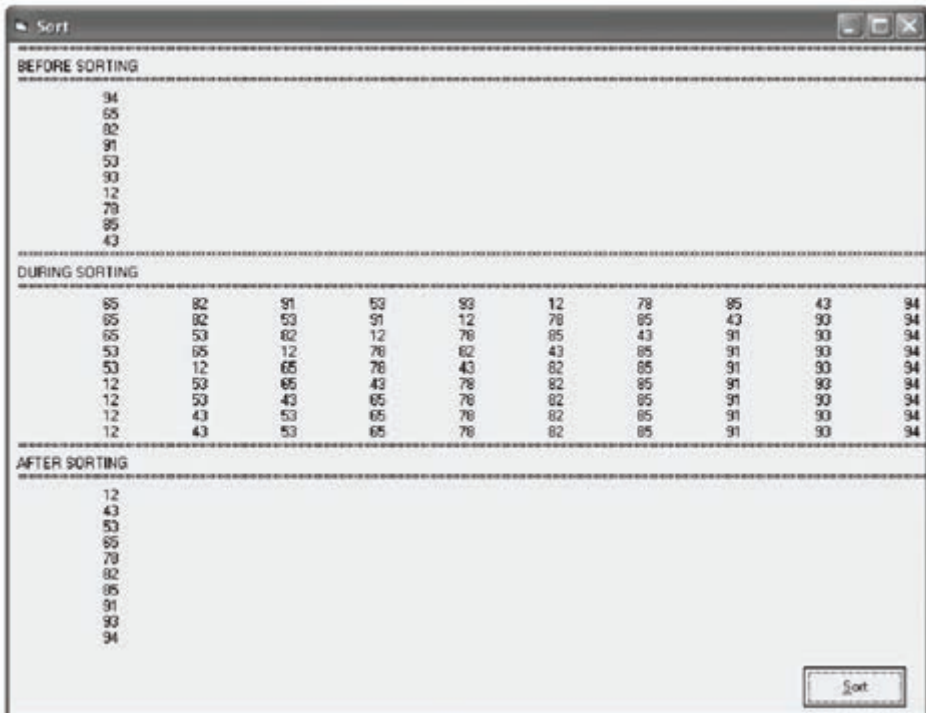 Sort
BEFORE SORTING
94
65
82
91
53
93
12
78
85
43
DURING SORTING
65 82 91 53 93 12 78 85 43 94
65 82 53 91 12 78 85 43 93 94
65 53 82 12 78 85 43 91 93 94
53 65 12 78 82 43 85 91 93 94
53 12 65 78 43 82 85 91 93 94
12 53 65 43 78 82 85 91 93 94
12 53 43 65 78 82 85 91 93 94
12 43 53 65 78 82 85 91 93 94
12 43 53 65 78 82 85 91 93 94
AFTER SORTING
12
43
53
65
78
82
85
91
93
94
Sort